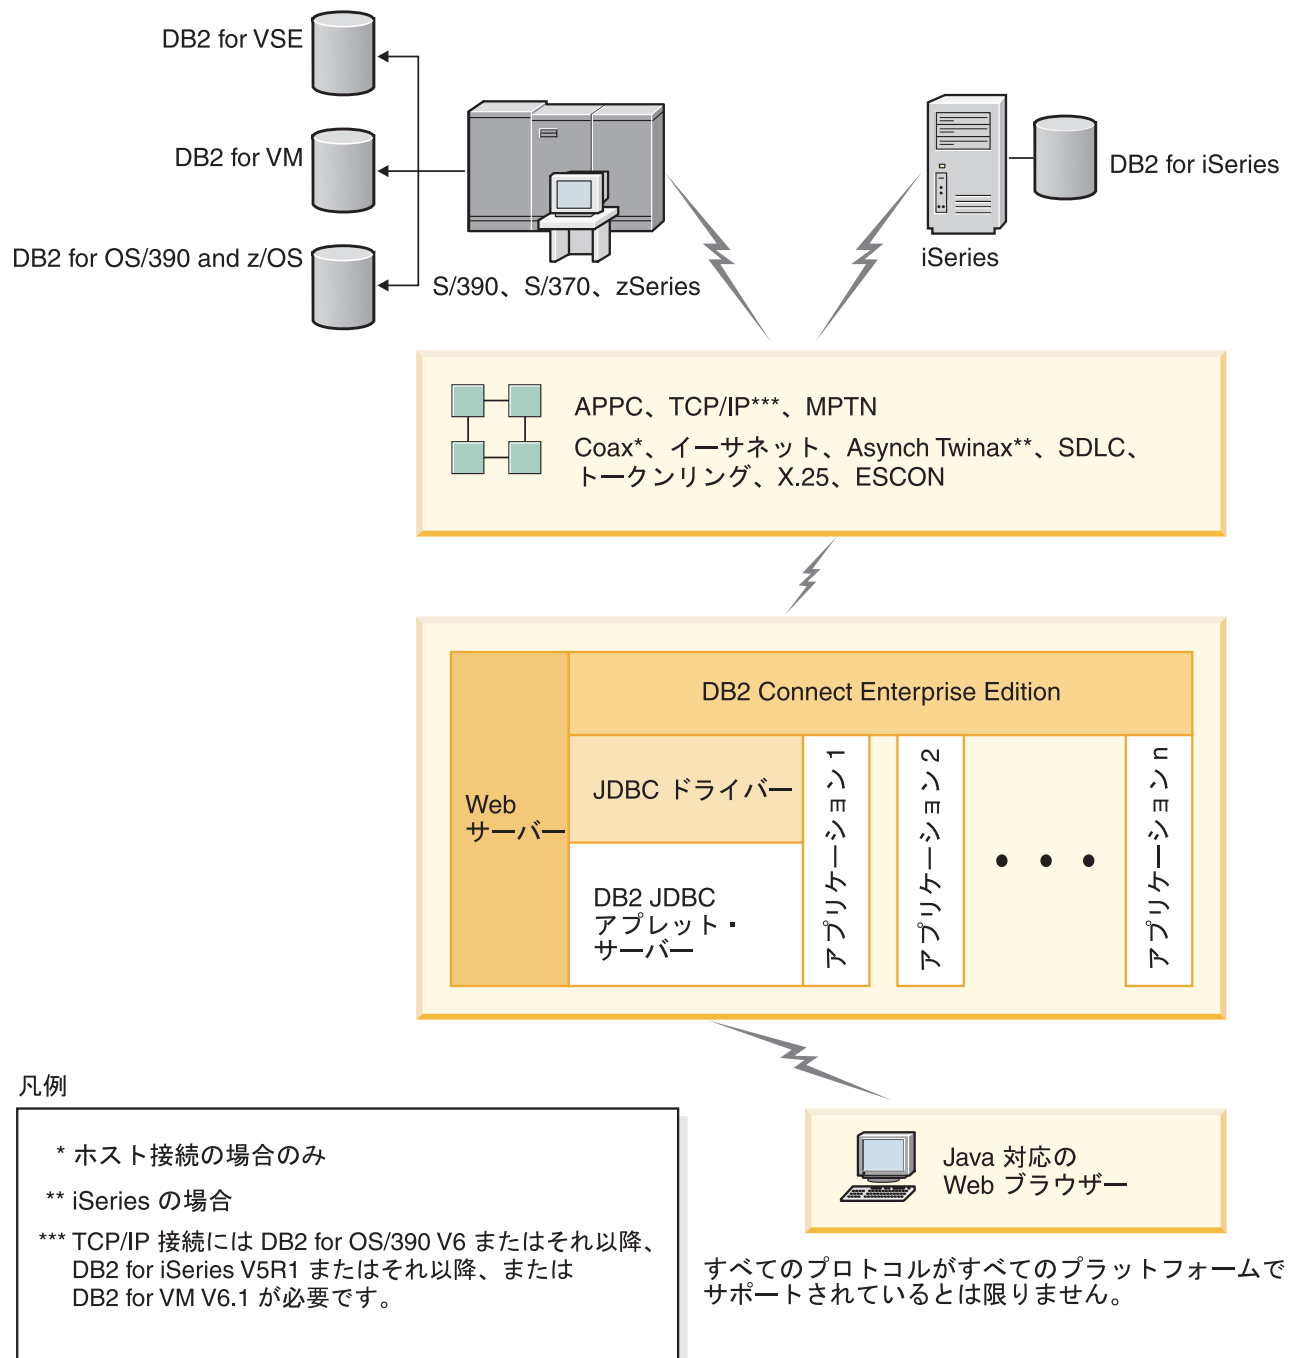 DB2 for VSE
DB2 for VM
DB2 for OS/390 and z/OS
S/390、S/370、zSeries
iSeries
DB2 for iSeries
APPC、TCP/IP***、MPTN
Coax*、イーサネット、Asynch Twinax**、SDLC、
トークンリング、X.25、ESCON
DB2 Connect Enterprise Edition
Web
サーバー
JDBC ドライバー
DB2 JDBC
アプレット・
サーバー
アプリケーション 1
アプリケーション 2
アプリケーション n
凡例
* ホスト接続の場合のみ
** iSeries の場合
*** TCP/IP 接続には DB2 for OS/390 V6 またはそれ以降、
DB2 for iSeries V5R1 またはそれ以降、または
DB2 for VM V6.1 が必要です。
Java 対応の
Web ブラウザー
すべてのプロトコルがすべてのプラットフォームで
サポートされているとは限りません。